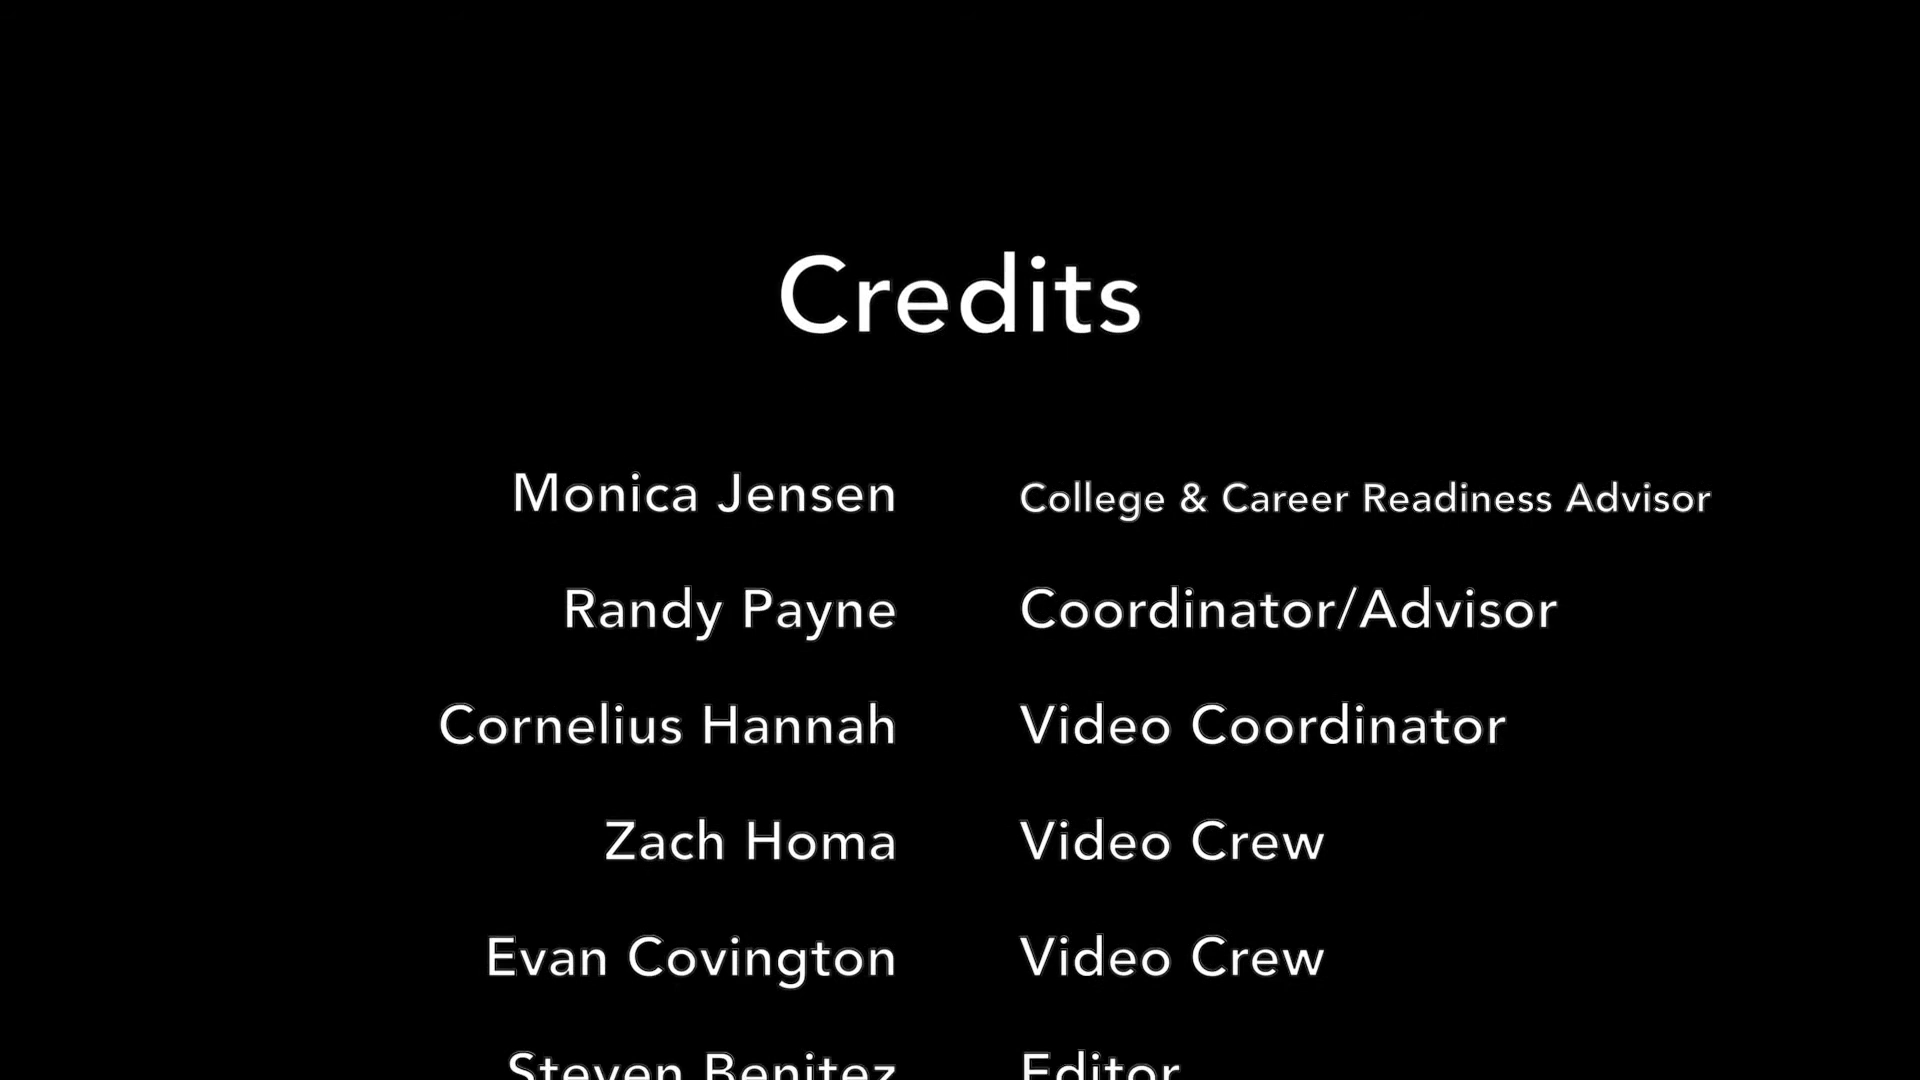 Credits
Monica Jensen College & Career Readiness Advisor
Randy Payne Coordinator/Advisor
Cornelius Hannah Video Coordinator
Zach Homa Video Crew
Evan Covington Video Crew
Steven Benitez Editor